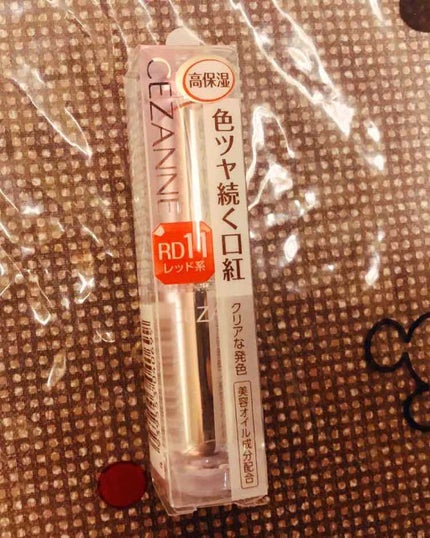 CEZANNE
高保湿
色ツヤ続く口紅
RD11
レッド系
クリアな発色
美容オイル成分配合